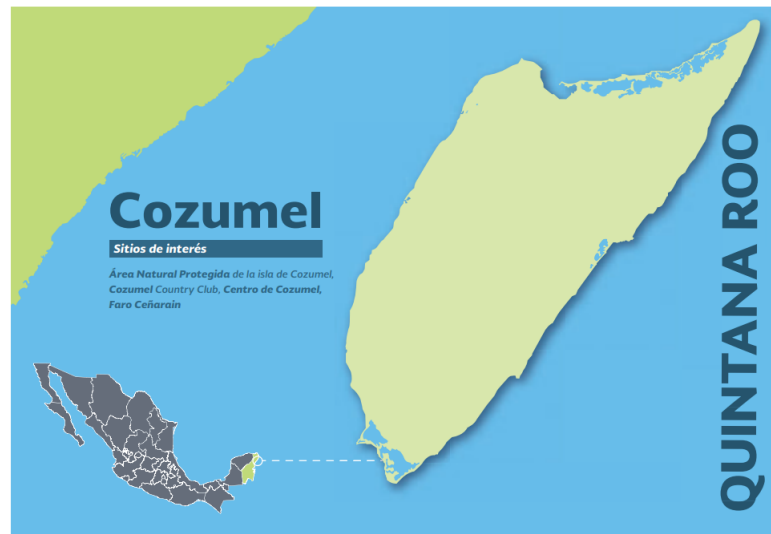 Cozumel
Sitios de interés
Área Natural Protegida de la isla de Cozumel,
Cozumel Country Club, Centro de Cozumel,
Faro Ceñarain
QUINTANA ROO